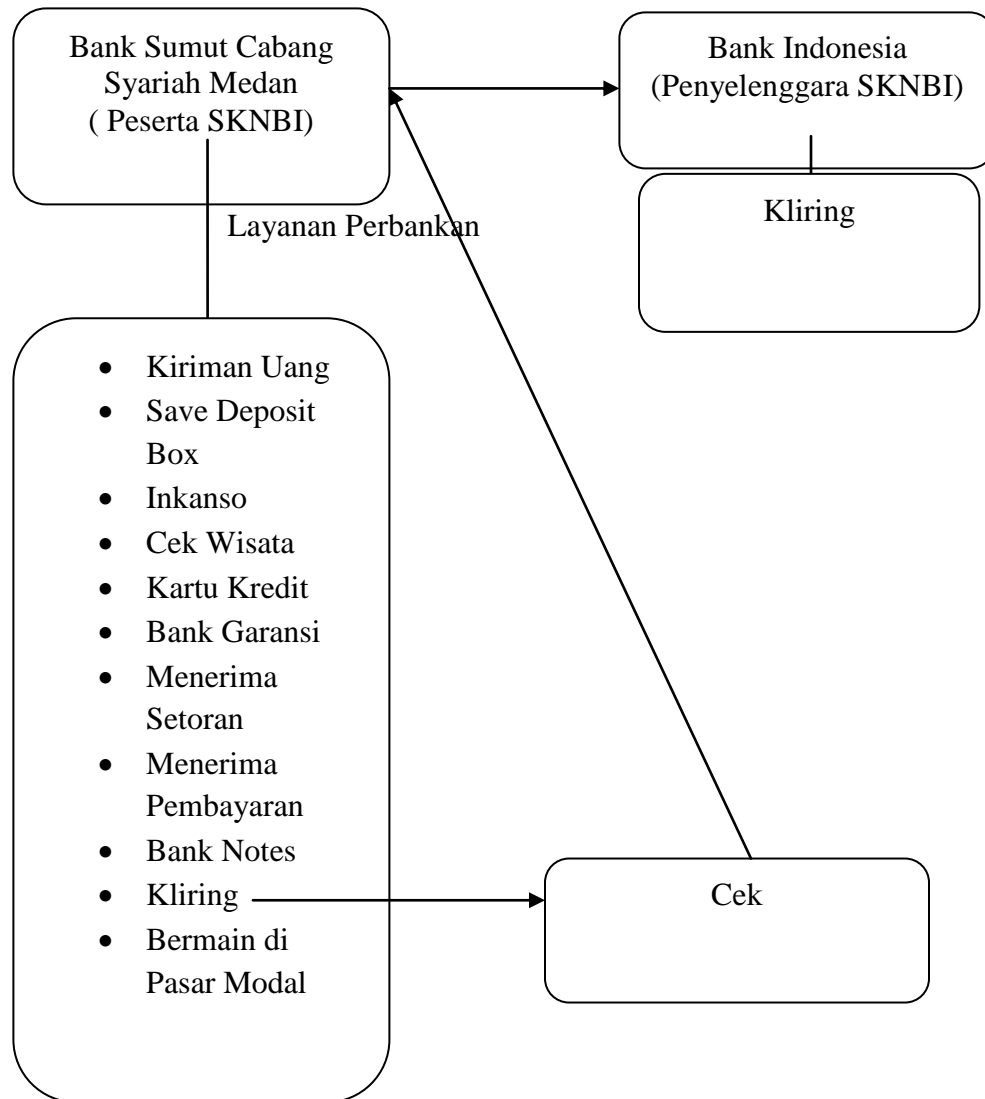 Bank Sumut Cabang
Syariah Medan
( Peserta SKNBI)
Bank Indonesia
(Penyelenggara SKNBI)
Kliring
Layanan Perbankan
• Kiriman Uang
• Save Deposit
Box
• Inkanso
• Cek Wisata
• Kartu Kredit
• Bank Garansi
• Menerima
Setoran
• Menerima
Pembayaran
• Bank Notes
• Kliring
• Bermain di
Pasar Modal
Cek